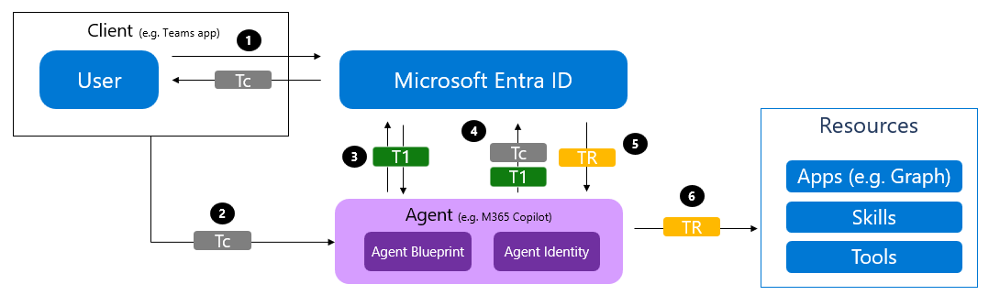 Client (e.g. Teams app)
1
User
Tc
Microsoft Entra ID
3
T1
4
Tc
T1
TR
5
2
Tc
Agent (e.g. M365 Copilot)
Agent Blueprint
Agent Identity
6
TR
Resources
Apps (e.g. Graph)
Skills
Tools